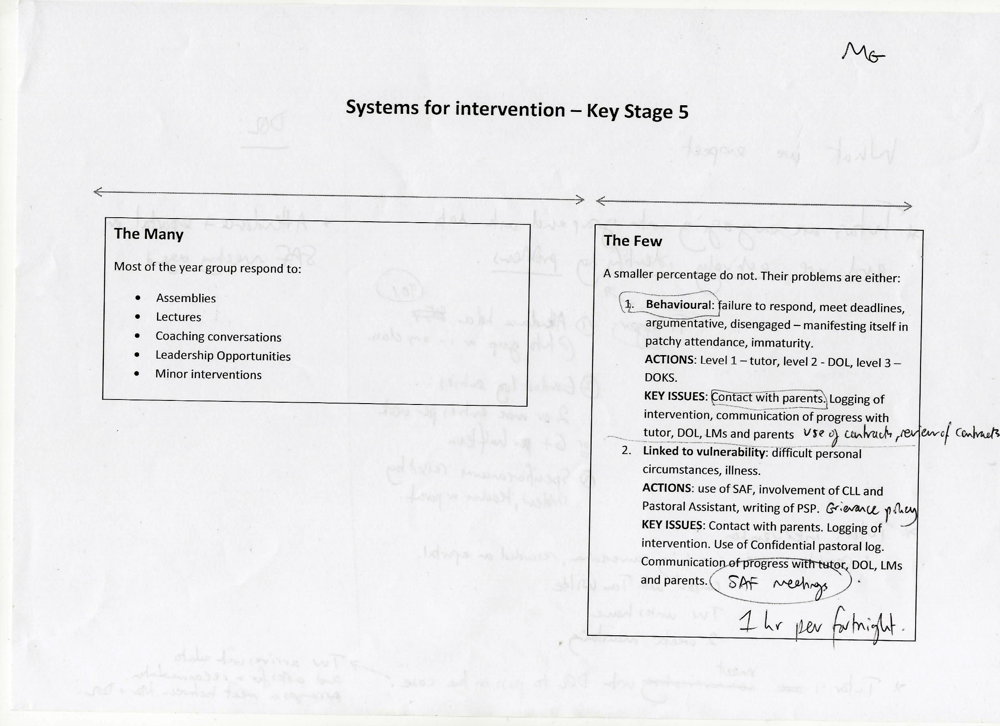 MG
Systems for intervention – Key Stage 5
The Many
Most of the year group respond to:
• Assemblies
• Lectures
• Coaching conversations
• Leadership Opportunities
• Minor interventions
The Few
A smaller percentage do not. Their problems are either:
1. Behavioural: failure to respond, meet deadlines,
argumentative, disengaged – manifesting itself in
patchy attendance, immaturity.
ACTIONS: Level 1 – tutor, level 2 - DOL, level 3 –
DOKS.
KEY ISSUES: Contact with parents. Logging of
intervention, communication of progress with
tutor, DOL, LMs and parents use of contracts, review of contracts
2. Linked to vulnerability: difficult personal
circumstances, illness.
ACTIONS: use of SAF, involvement of CLL and
Pastoral Assistant, writing of PSP. Grievance policy
KEY ISSUES: Contact with parents. Logging of
intervention. Use of Confidential pastoral log.
Communication of progress with tutor, DOL, LMs
and parents. SAF meetings
1 hr per fortnight.